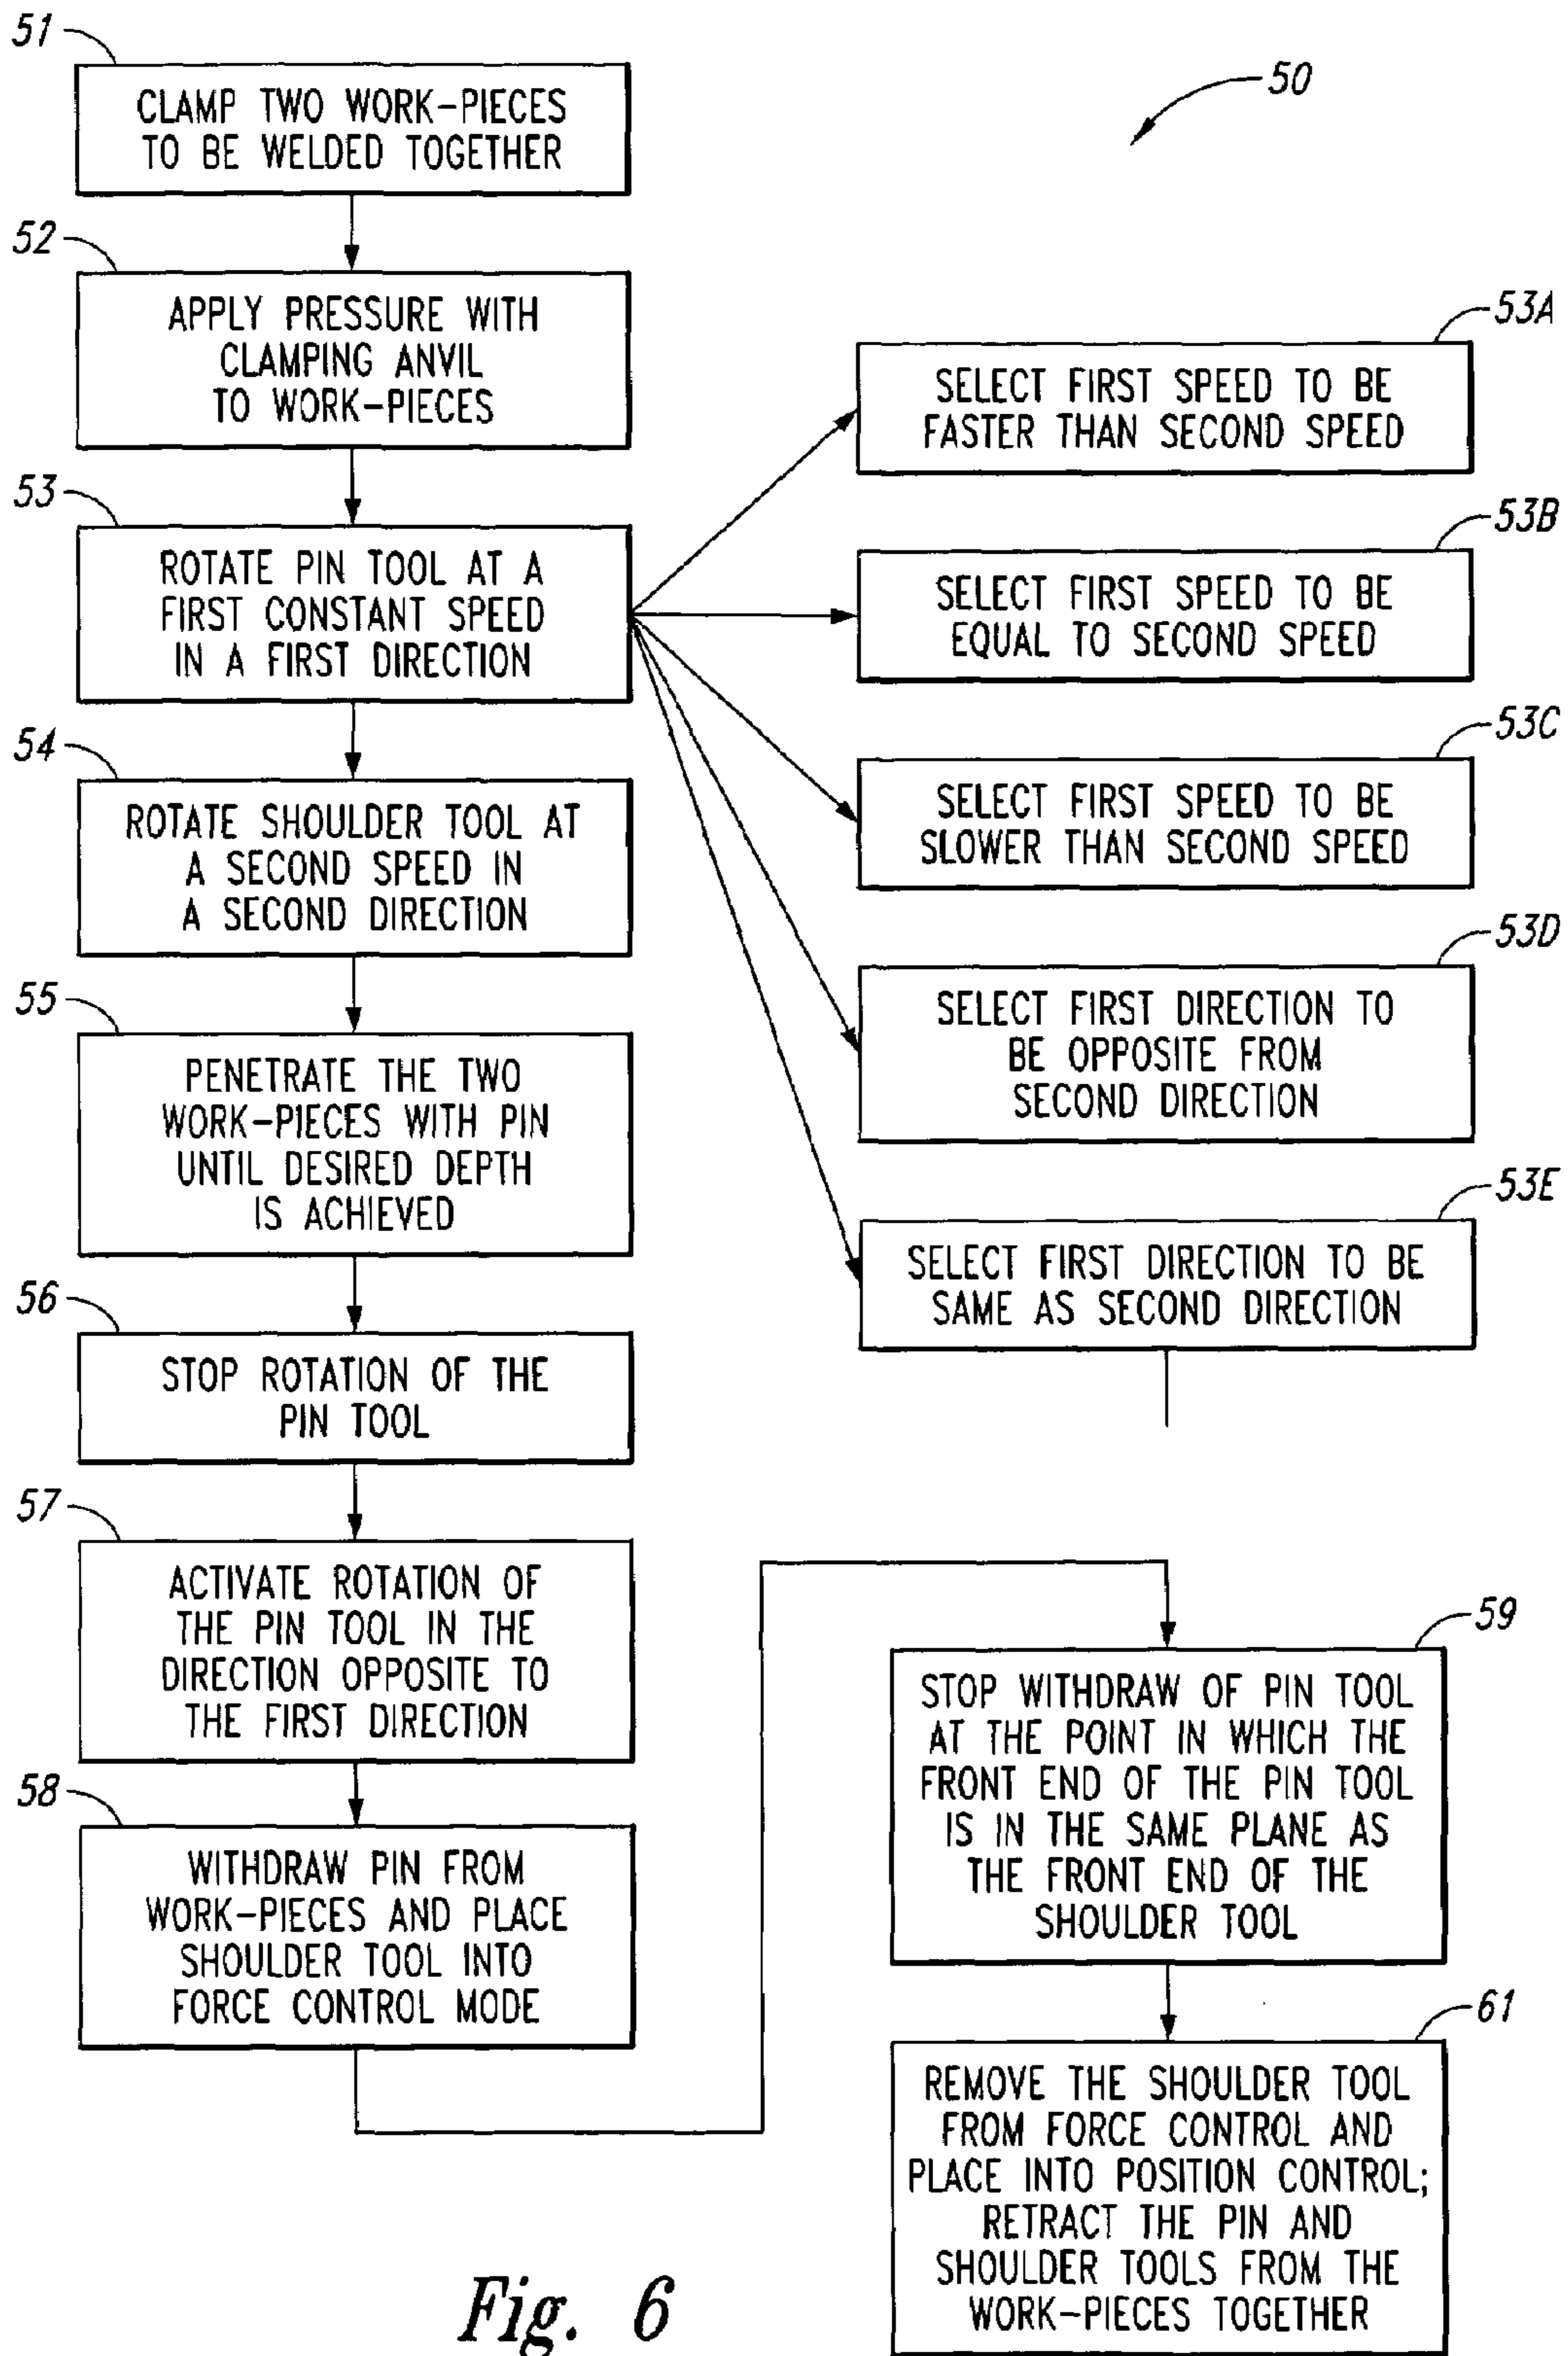 51
CLAMP TWO WORK-PIECES
TO BE WELDED TOGETHER
50
52
APPLY PRESSURE WITH
CLAMPING ANVIL
TO WORK-PIECES
53
ROTATE PIN TOOL AT A
FIRST CONSTANT SPEED
IN A FIRST DIRECTION
53A
SELECT FIRST SPEED TO BE
FASTER THAN SECOND SPEED
53B
SELECT FIRST SPEED TO BE
EQUAL TO SECOND SPEED
53C
SELECT FIRST SPEED TO BE
SLOWER THAN SECOND SPEED
53D
SELECT FIRST DIRECTION TO
BE OPPOSITE FROM
SECOND DIRECTION
53E
SELECT FIRST DIRECTION TO BE
SAME AS SECOND DIRECTION
54
ROTATE SHOULDER TOOL AT
A SECOND SPEED IN
A SECOND DIRECTION
55
PENETRATE THE TWO
WORK-PIECES WITH PIN
UNTIL DESIRED DEPTH
IS ACHIEVED
56
STOP ROTATION OF THE
PIN TOOL
57
ACTIVATE ROTATION OF
THE PIN TOOL IN THE
DIRECTION OPPOSITE TO
THE FIRST DIRECTION
58
WITHDRAW PIN FROM
WORK-PIECES AND PLACE
SHOULDER TOOL INTO
FORCE CONTROL MODE
59
STOP WITHDRAW OF PIN TOOL
AT THE POINT IN WHICH THE
FRONT END OF THE PIN TOOL
IS IN THE SAME PLANE AS
THE FRONT END OF THE
SHOULDER TOOL
61
REMOVE THE SHOULDER TOOL
FROM FORCE CONTROL AND
PLACE INTO POSITION CONTROL;
RETRACT THE PIN AND
SHOULDER TOOLS FROM THE
WORK-PIECES TOGETHER
Fig. 6